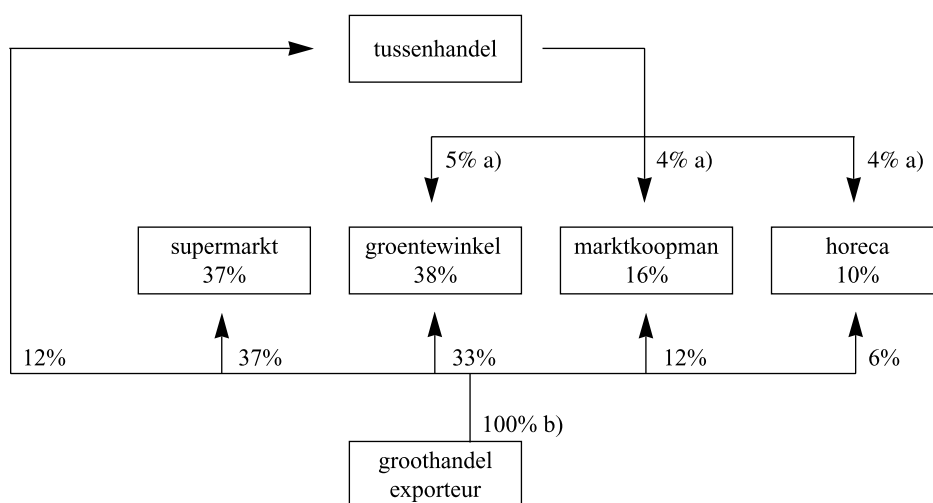 tussenhandel
5% a)
4% a)
4% a)
supermarkt
37%
groentewinkel
38%
marktkoopman
16%
horeca
10%
12%
37%
33%
12%
6%
100% b)
groothandel
exporteur